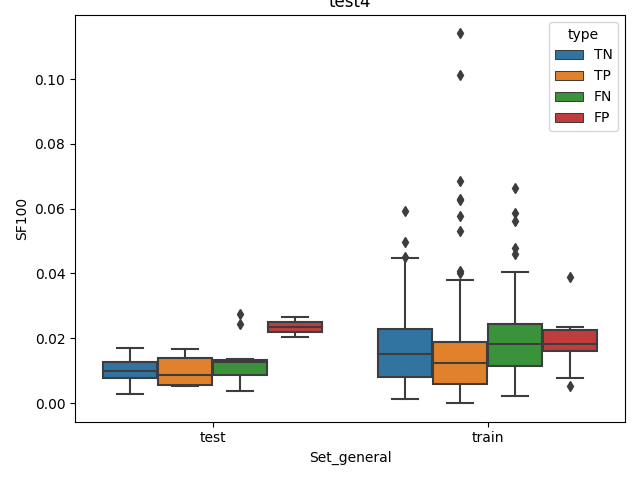 test4
type
TN
TP
FN
FP
0.10
0.08
0.06
0.04
0.02
0.00
SF100
test
train
Set_general